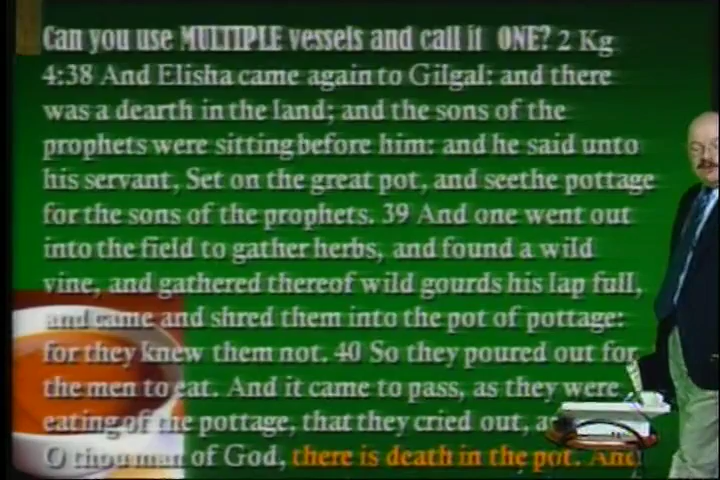 Can you use MULTIPLE vessels and call it ONE? 2 Kg
4:38 And Elisha came again to Gilgal: and there
was a dearth in the land; and the sons of the
prophets were sitting before him: and he said unto
his servant, Set on the great pot, and seethe pottage
for the sons of the prophets. 39 And one went out
into the field to gather herbs, and found a wild
vine, and gathered thereof wild gourds his lap full,
and came and shred them into the pot of pottage:
for they knew them not. 40 So they poured out for
the men to eat. And it came to pass, as they were
eating of the pottage, that they cried out,
O thou man of God, there is death in the pot. And